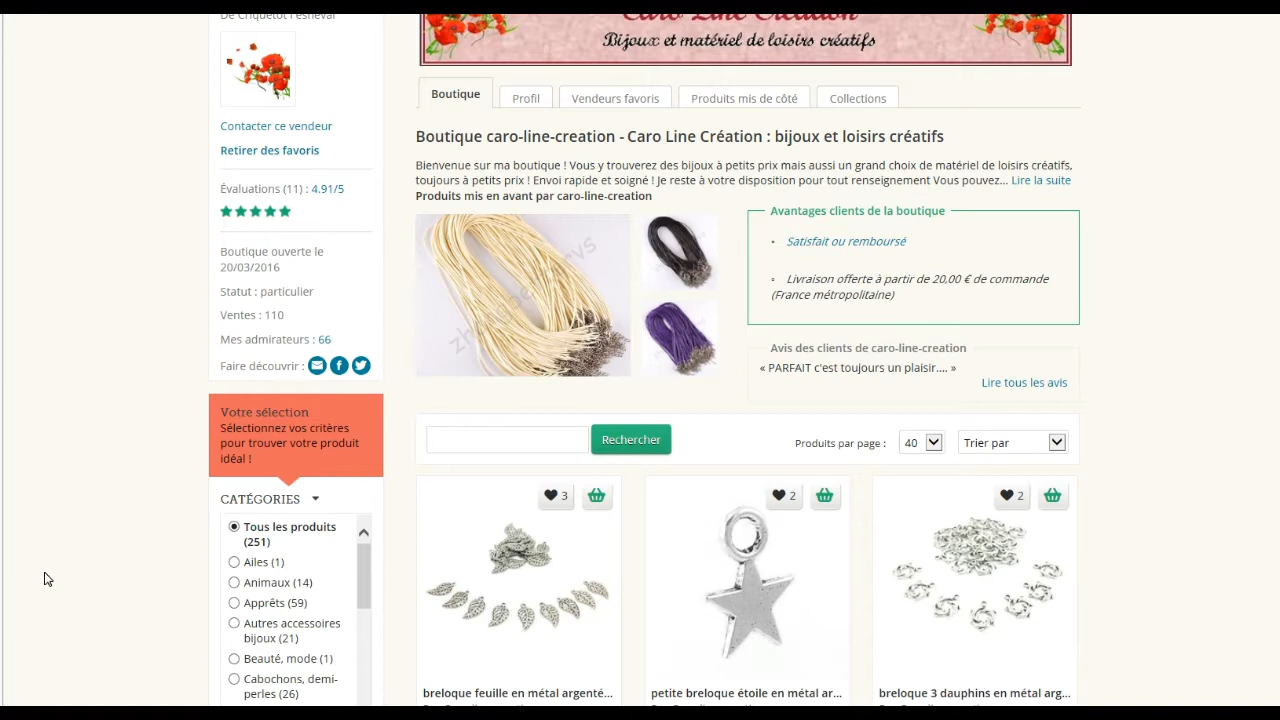 De Criquetot l'esneval
Contacter ce vendeur
Retirer des favoris
Évaluations (11) : 4.91/5
Boutique ouverte le
20/03/2016
Statut : particulier
Ventes : 110
Mes admirateurs : 66
Faire découvrir :
Votre sélection
Sélectionnez vos critères
pour trouver votre produit
idéal !
CATÉGORIES
Tous les produits
(251)
Ailes (1)
Animaux (14)
Apprêts (59)
Autres accessoires
bijoux (21)
Beauté, mode (1)
Cabochons, demi-
perles (26)
Caro Line Création
Bijoux et matériel de loisirs créatifs
Boutique Profil Vendeurs favoris Produits mis de côté Collections
Boutique caro-line-creation - Caro Line Création : bijoux et loisirs créatifs
Bienvenue sur ma boutique ! Vous y trouverez des bijoux à petits prix mais aussi un grand choix de matériel de loisirs créatifs,
toujours à petits prix ! Envoi rapide et soigné ! Je reste à votre disposition pour tout renseignement Vous pouvez... Lire la suite
Produits mis en avant par caro-line-creation
Avantages clients de la boutique
Satisfait ou remboursé
Livraison offerte à partir de 20,00 € de commande
(France métropolitaine)
Avis des clients de caro-line-creation
« PARFAIT c'est toujours un plaisir.... »
Lire tous les avis
Rechercher Produits par page : 40 Trier par
3 2 2
breloque feuille en métal argenté... petite breloque étoile en métal ar... breloque 3 dauphins en métal arg...